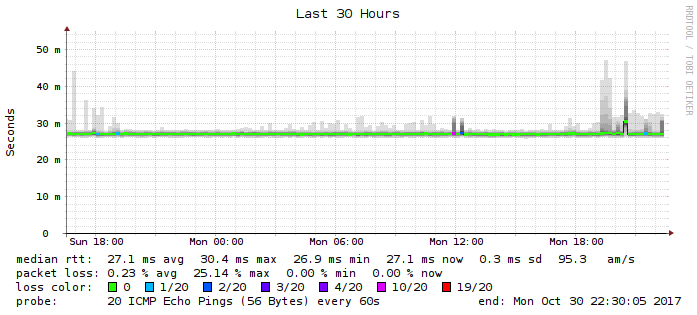 Last 30 Hours
RRDTOOL / TOBI OETIKER
Seconds
50 m
40 m
30 m
20 m
10 m
0
Sun 18:00 Mon 00:00 Mon 06:00 Mon 12:00 Mon 18:00
median rtt: 27.1 ms avg 30.4 ms max 26.9 ms min 27.1 ms now 0.3 ms sd 95.3 am/s
packet loss: 0.23 % avg 25.14 % max 0.00 % min 0.00 % now
loss color: 0 1/20 2/20 3/20 4/20 10/20 19/20
probe: 20 ICMP Echo Pings (56 Bytes) every 60s end: Mon Oct 30 22:30:05 2017